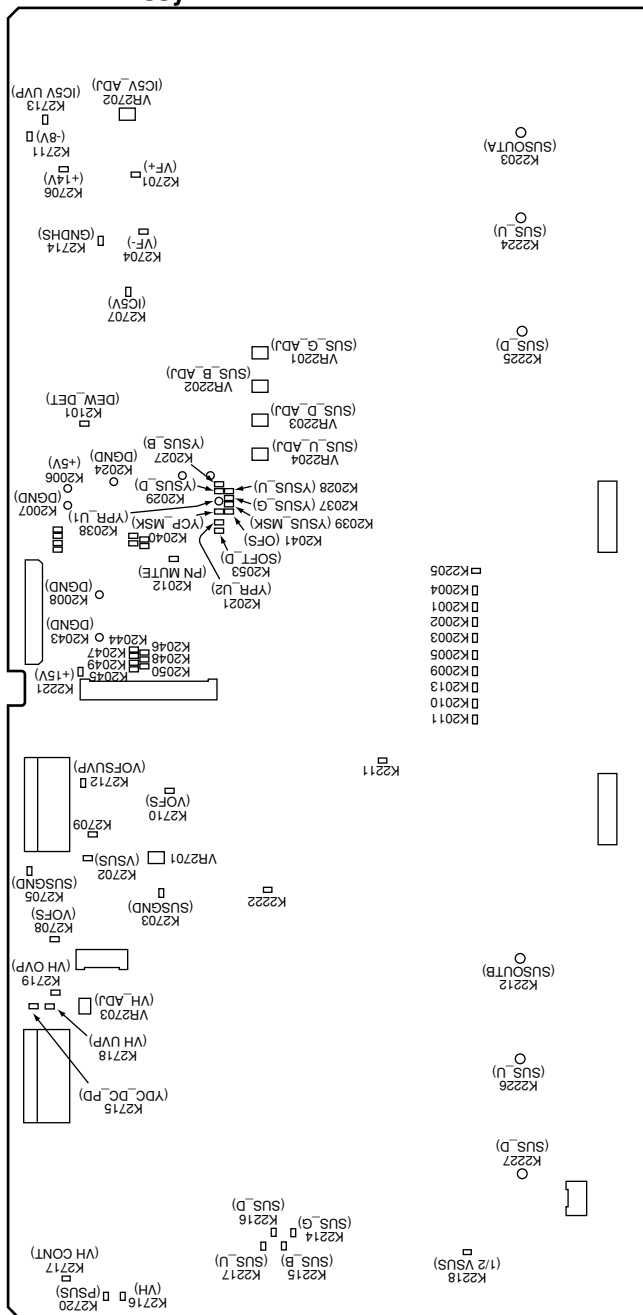 ssy
VR2702
(IC5V_ADJ)
K2713
(IC5V UVP)
K2711
(-8V)
K2706
(+14V)
K2701
(VF+)
K2203
(SUSOUTA)
K2714
(GNDHS)
K2704
(VF-)
K2224
(SUS_U)
K2707
(IC5V)
K2225
(SUS_D)
VR2201
(SUS_G_ADJ)
VR2202
(SUS_B_ADJ)
VR2203
(SUS_D_ADJ)
VR2204
(SUS_U_ADJ)
K2101
(DEW_DET)
K2027
(YSUS_B)
K2024
(DGND)
K2006
(+5V)
K2007
(DGND)
K2029
(YSUS_D)
K2028 (YSUS_U)
K2037 (YSUS_G)
K2039 (YSUS_MSK)
K2038
(YPR_U1)
K2040
(YCP_MSK)
K2041 (OFS)
K2053
(SOFT_D)
K2021
(YPR_U2)
K2012
(PN MUTE)
K2008
(DGND)
K2043
(DGND)
K2044
K2047
K2049
K2045
K2046
K2048
K2050
K2221
(+15V)
K2205
K2004
K2001
K2002
K2003
K2005
K2009
K2013
K2010
K2011
K2211
K2712
(VOFSUVP)
K2710
(VOFS)
K2709
K2702
(VSUS)
VR2701
K2705
(SUSGND)
K2703
(SUSGND)
K2222
K2708
(VOFS)
K2719
(VH OVP)
VR2703
(VH_ADJ)
K2718
(VH UVP)
K2715
(YDC_DC_PD)
K2212
(SUSOUTB)
K2226
(SUS_U)
K2227
(SUS_D)
K2216
(SUS_D)
K2214
(SUS_G)
K2217
(SUS_U)
K2215
(SUS_B)
K2218
(1/2 VSUS)
K2717
(VH CONT)
K2720
(PSUS)
K2716
(VH)